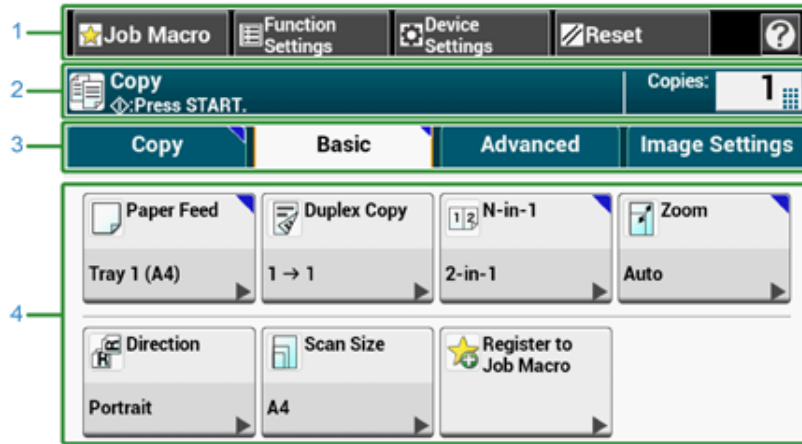 1
Job Macro
Function
Settings
Device
Settings
Reset
?
2
Copy
:Press START.
Copies:
1
3
Copy
Basic
Advanced
Image Settings
4
Paper Feed
Tray 1 (A4)
Duplex Copy
1 → 1
1 2
N-in-1
2-in-1
Zoom
Auto
R
R
Direction
Portrait
Scan Size
A4
Register to
Job Macro